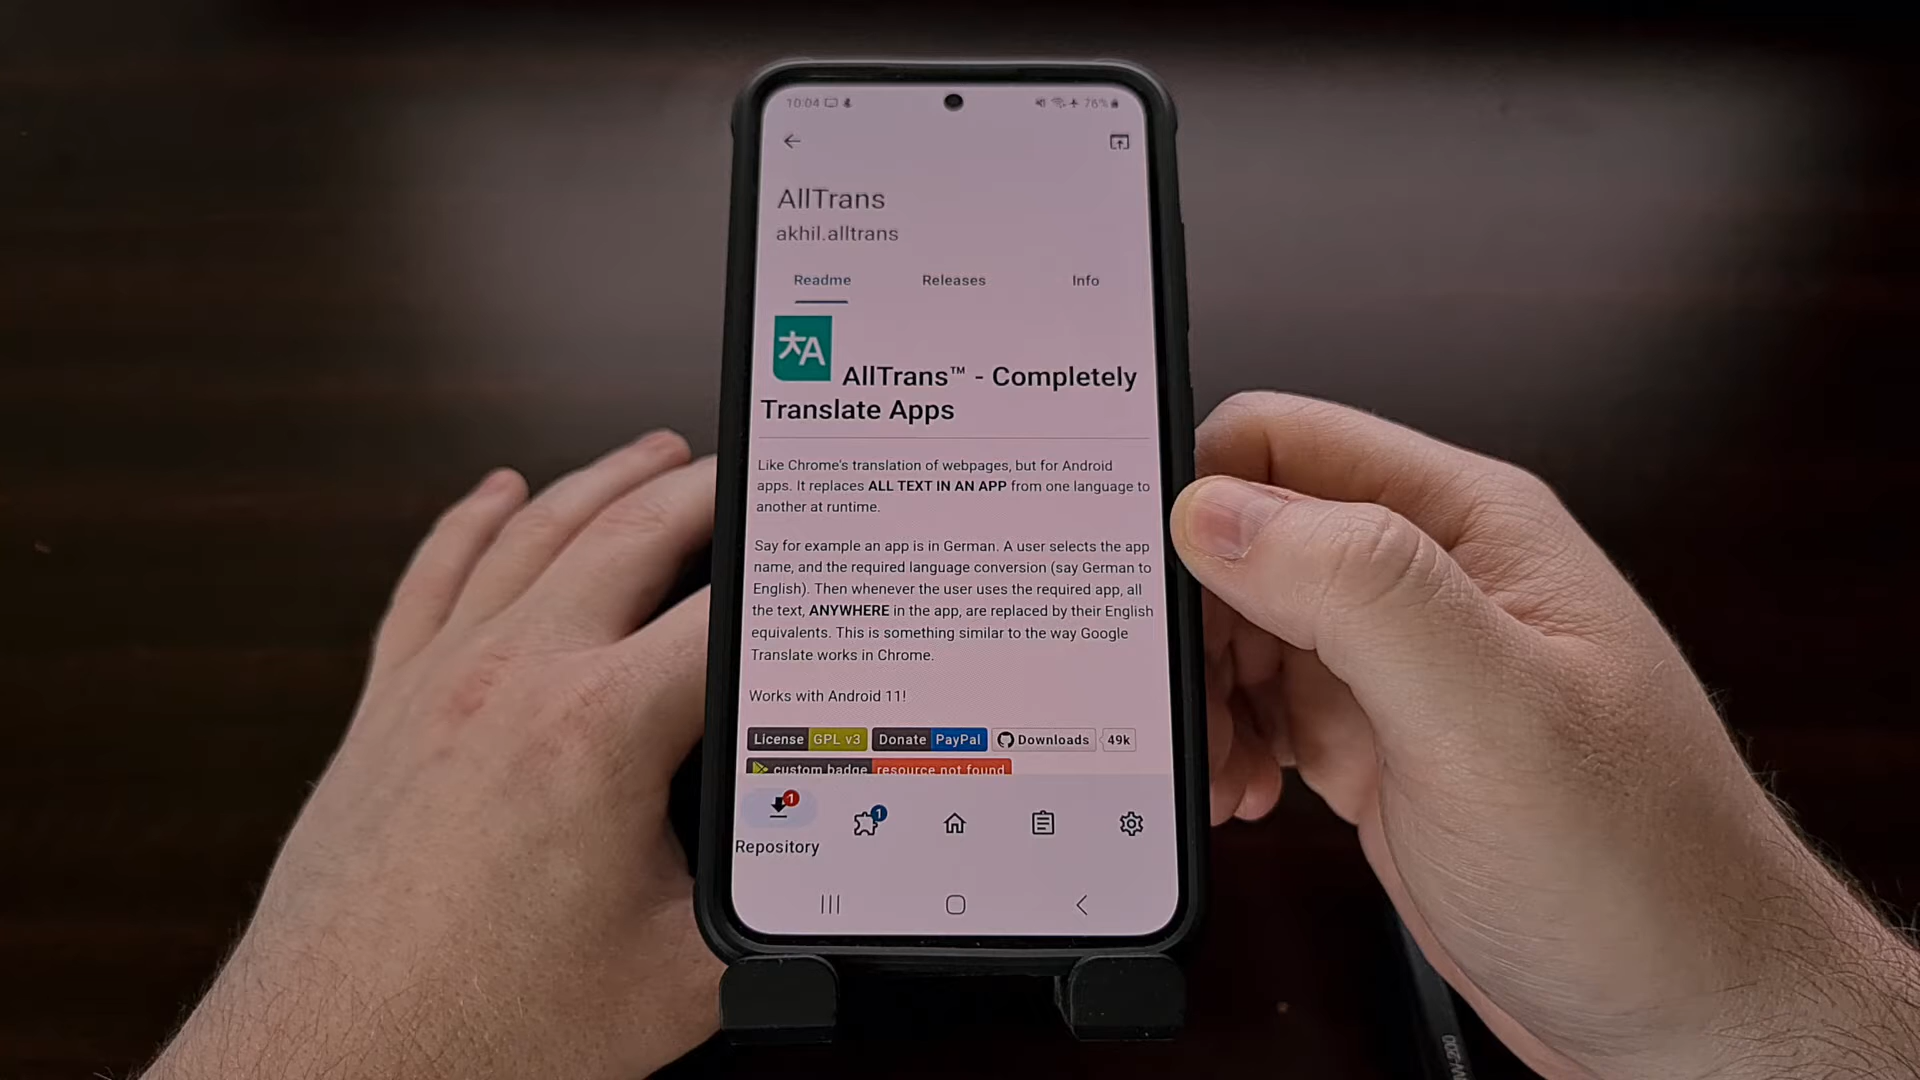 10:04 76%
AllTrans
akhil.alltrans
Readme Releases Info
AllTrans™ - Completely
Translate Apps
Like Chrome's translation of webpages, but for Android
apps. It replaces ALL TEXT IN AN APP from one language to
another at runtime.
Say for example an app is in German. A user selects the app
name, and the required language conversion (say German to
English). Then whenever the user uses the required app, all
the text, ANYWHERE in the app, are replaced by their English
equivalents. This is something similar to the way Google
Translate works in Chrome.
Works with Android 11!
License GPL v3 Donate PayPal Downloads 49k
custom badge resource not found
1 1
Repository